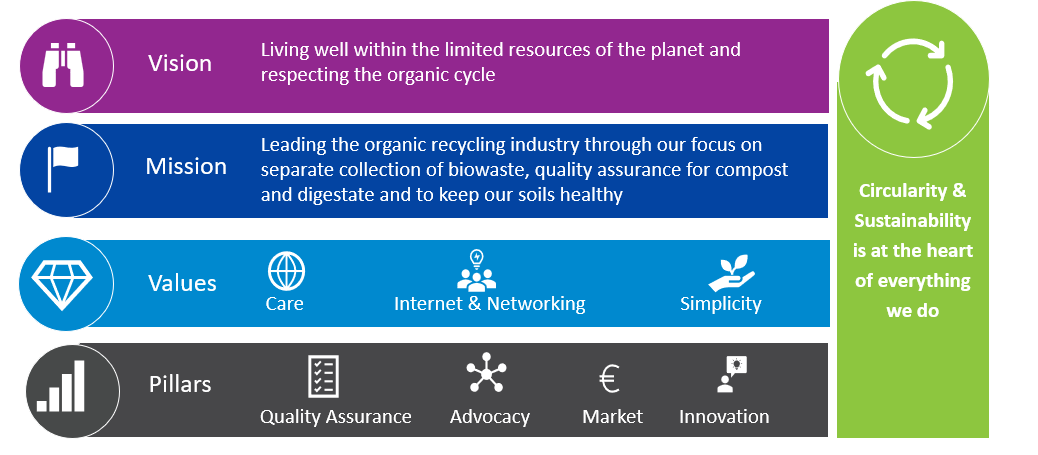 Vision
Living well within the limited resources of the planet and
respecting the organic cycle
Mission
Leading the organic recycling industry through our focus on
separate collection of biowaste, quality assurance for compost
and digestate and to keep our soils healthy
Values
Care
Internet & Networking
Simplicity
Pillars
Quality Assurance
Advocacy
€
Market
Innovation
Circularity &
Sustainability
is at the heart
of everything
we do